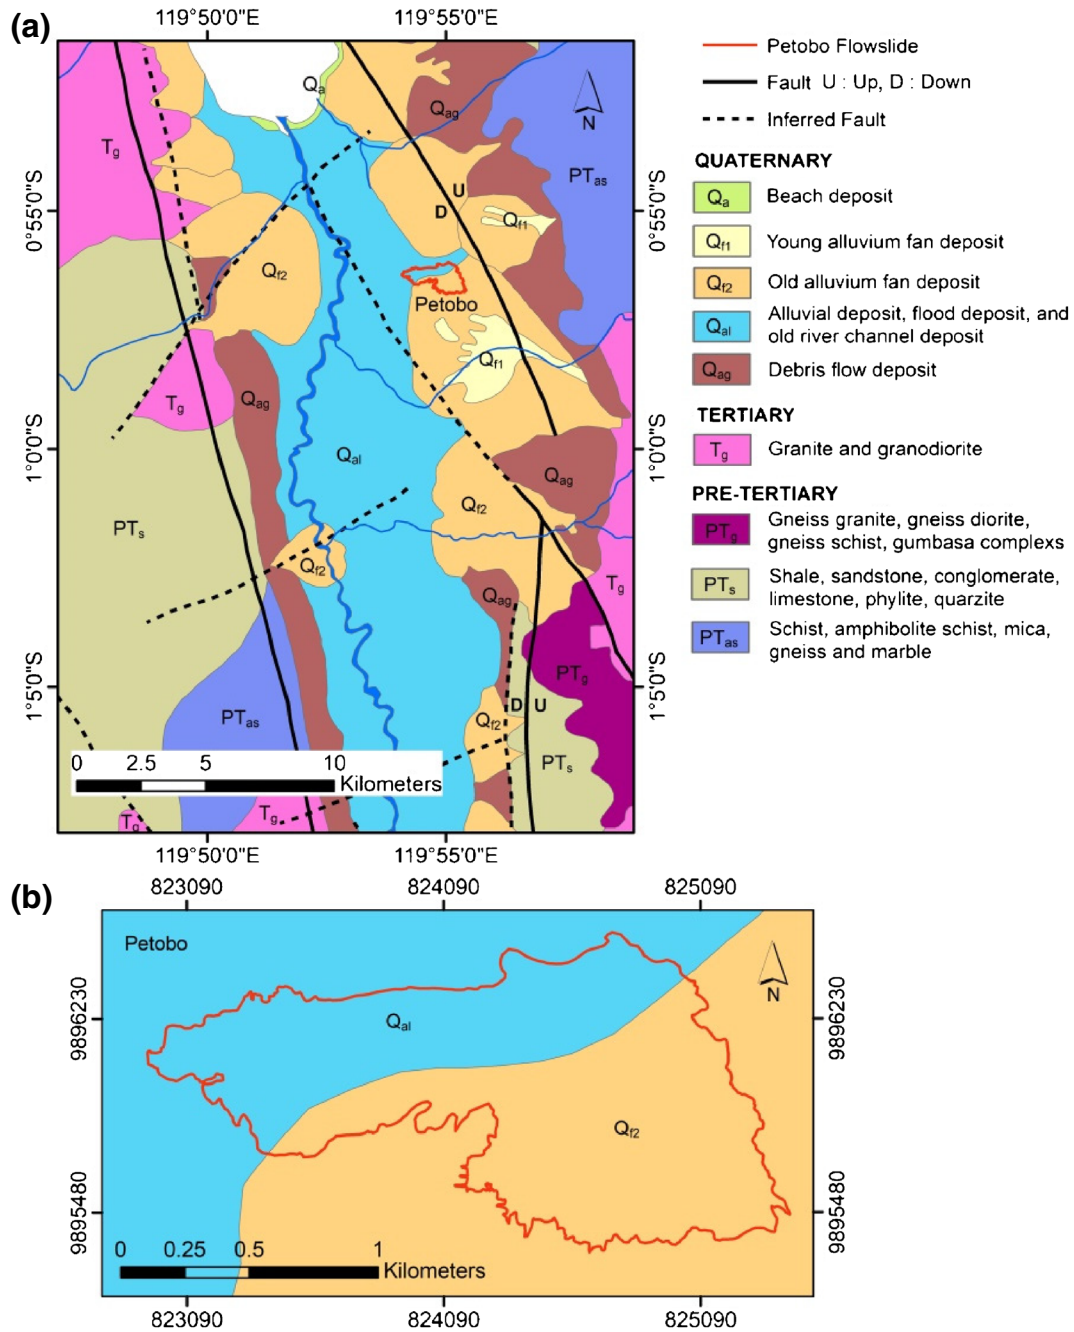 (a)
119°50'0"E 119°55'0"E
0°55'0"S
1°0'0"S
1°5'0"S
0°55'0"S
1°0'0"S
1°5'0"S
119°50'0"E 119°55'0"E
N
Qa
Qag
Tg
PTas
U
D
Qf1
Qf2
Petobo
Qf1
Tg
Qag
Qal
Qag
PTs
Qf2
Qf2
Qag
Tg
PTg
D U
PTas
Qf2
PTs
Tg
Tg
0 2.5 5 10
Kilometers
Petobo Flowslide
Fault U : Up, D : Down
Inferred Fault
QUATERNARY
Qa Beach deposit
Qf1 Young alluvium fan deposit
Qf2 Old alluvium fan deposit
Qal Alluvial deposit, flood deposit, and
old river channel deposit
Qag Debris flow deposit
TERTIARY
Tg Granite and granodiorite
PRE-TERTIARY
PTg Gneiss granite, gneiss diorite,
gneiss schist, gumbasa complexs
PTs Shale, sandstone, conglomerate,
limestone, phylite, quarzite
PTas Schist, amphibolite schist, mica,
gneiss and marble
(b)
823090 824090 825090
9896230
9895480
9896230
9895480
Petobo
N
Qal
Qf2
0 0.25 0.5 1
Kilometers
823090 824090 825090